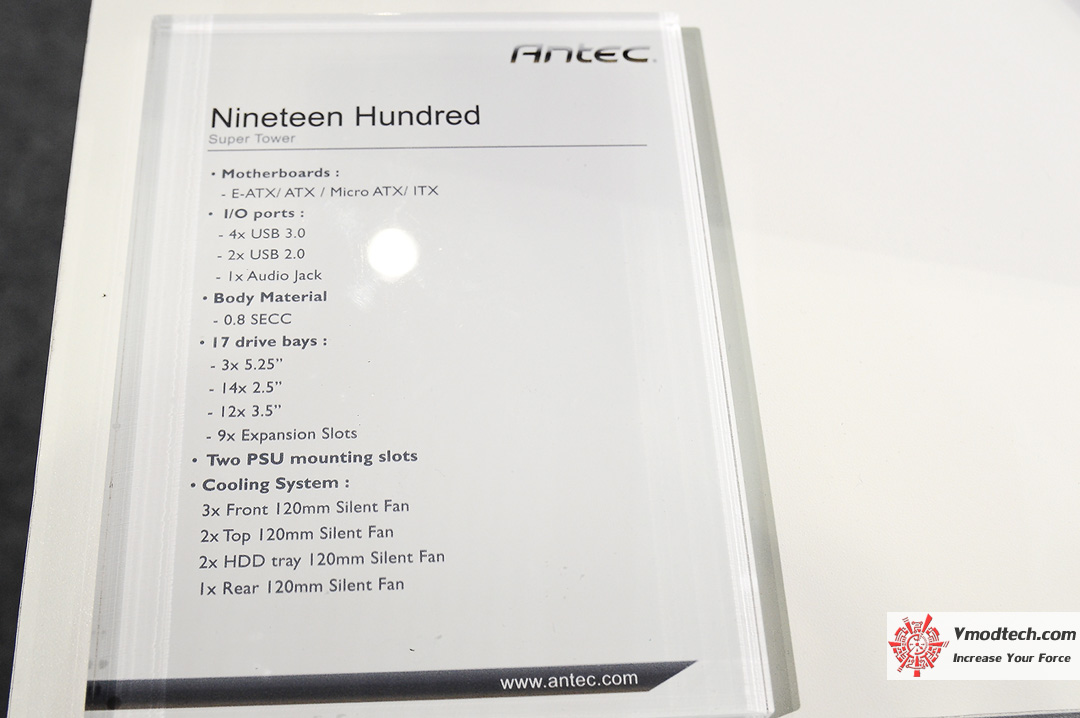 Antec
Nineteen Hundred
Super Tower
• Motherboards :
- E-ATX/ ATX / Micro ATX/ ITX
• I/O ports :
- 4x USB 3.0
- 2x USB 2.0
- 1x Audio Jack
• Body Material
- 0.8 SECC
• 17 drive bays :
- 3x 5.25”
- 14x 2.5”
- 12x 3.5”
- 9x Expansion Slots
• Two PSU mounting slots
• Cooling System :
3x Front 120mm Silent Fan
2x Top 120mm Silent Fan
2x HDD tray 120mm Silent Fan
1x Rear 120mm Silent Fan
www.antec.com
Vmodtech.com
Increase Your Force